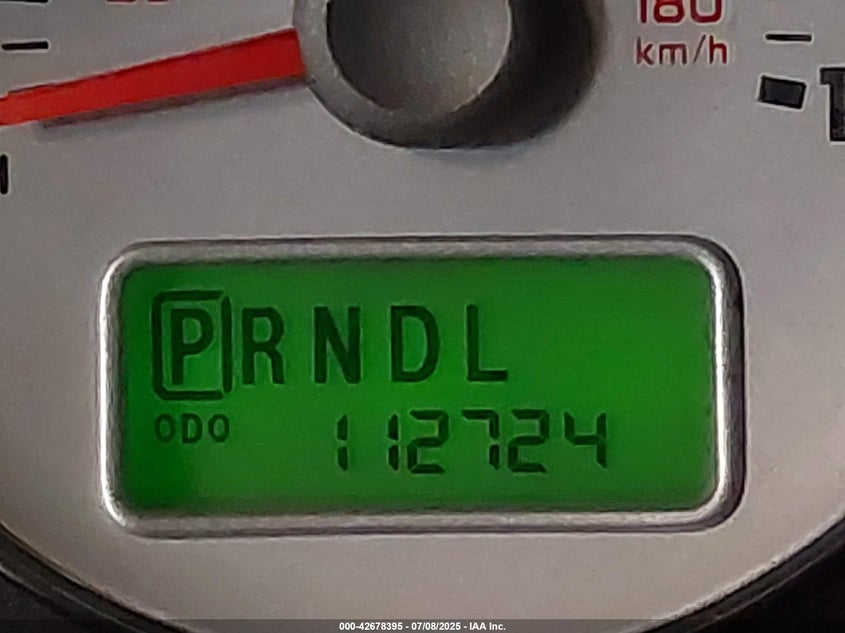 180
km/h
PRNDL
ODO 112724
000-42678395 - 07/08/2025 - IAA Inc.